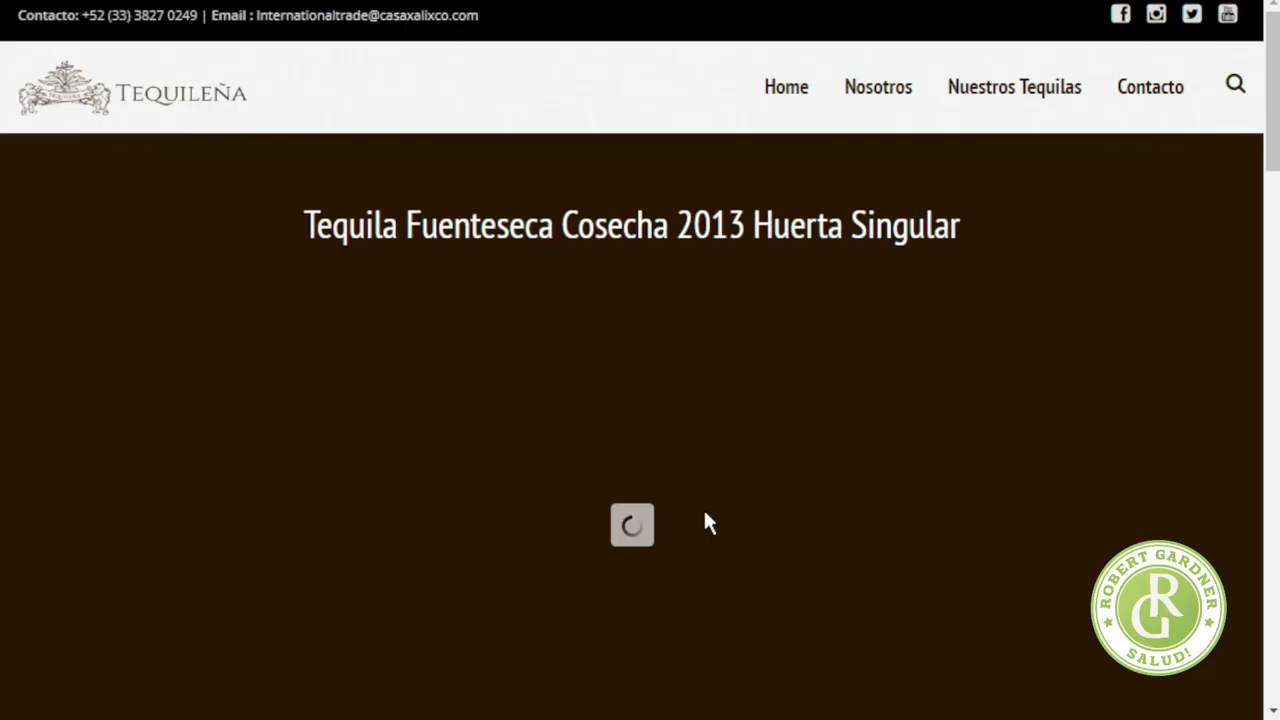 Contacto: +52 (33) 3827 0249 | Email : Internationaltrade@casaxalixco.com
TEQUILEÑA
Home Nosotros Nuestros Tequilas Contacto
Tequila Fuenteseca Cosecha 2013 Huerta Singular
ROBERT GARDNER
RG
SALUD!